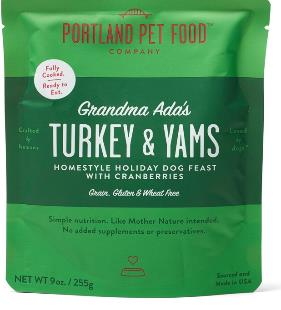 PORTLAND PET FOOD™
COMPANY
Fully
Cooked.
Ready to
Eat.
Grandma Ada's
Crafted
by
humans
TURKEY & YAMS
Loved
by
dogs™
HOMESTYLE HOLIDAY DOG FEAST
WITH CRANBERRIES
Grain, Gluten & Wheat Free
Simple nutrition. Like Mother Nature intended.
No added supplements or preservatives.
NET WT 9oz. / 255g
Sourced and
Made in USA